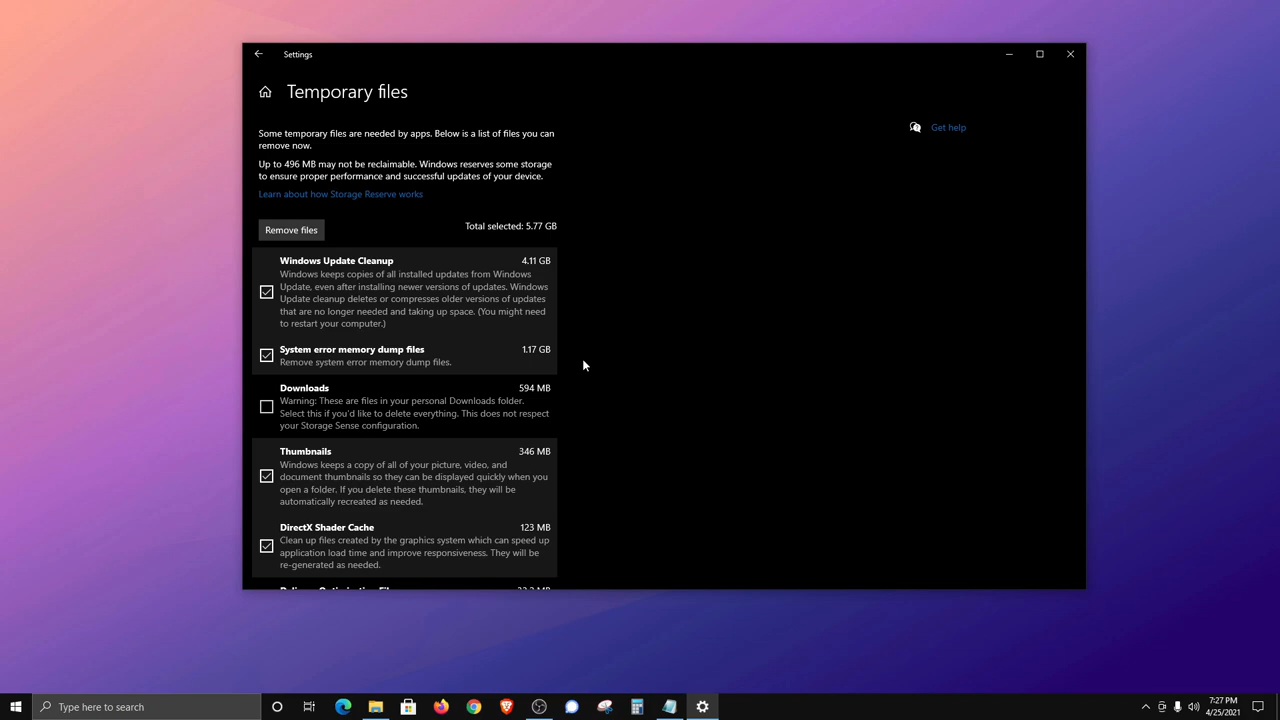 Settings
Temporary files
Some temporary files are needed by apps. Below is a list of files you can
remove now.
Get help
Up to 496 MB may not be reclaimable. Windows reserves some storage
to ensure proper performance and successful updates of your device.
Learn about how Storage Reserve works
Remove files
Total selected: 5.77 GB
Windows Update Cleanup 4.11 GB
Windows keeps copies of all installed updates from Windows
Update, even after installing newer versions of updates. Windows
Update cleanup deletes or compresses older versions of updates
that are no longer needed and taking up space. (You might need
to restart your computer.)
System error memory dump files 1.17 GB
Remove system error memory dump files.
Downloads 594 MB
Warning: These are files in your personal Downloads folder.
Select this if you'd like to delete everything. This does not respect
your Storage Sense configuration.
Thumbnails 346 MB
Windows keeps a copy of all of your picture, video, and
document thumbnails so they can be displayed quickly when you
open a folder. If you delete these thumbnails, they will be
automatically recreated as needed.
DirectX Shader Cache 123 MB
Clean up files created by the graphics system which can speed up
application load time and improve responsiveness. They will be
re-generated as needed.
Type here to search
7:27 PM
4/25/2021